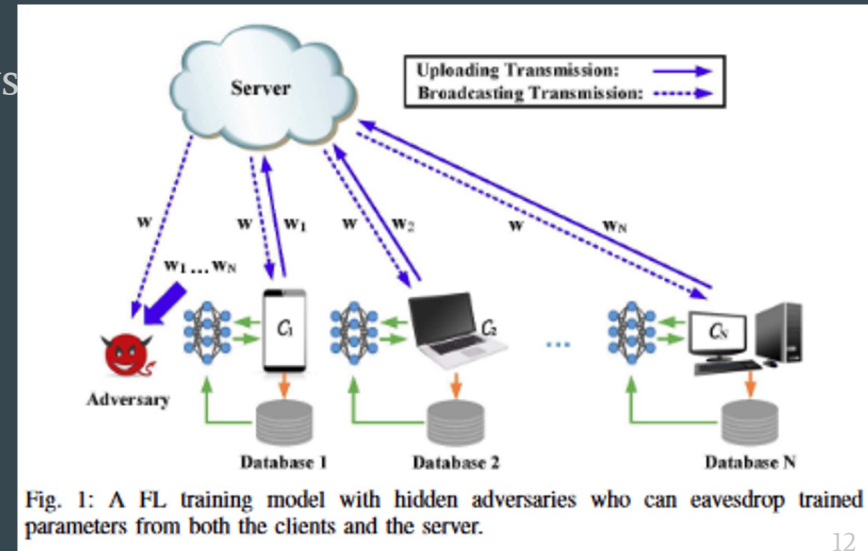 Server
Uploading Transmission:
Broadcasting Transmission:
w
w
w₁
w
w₂
w
wN
w₁...wN
C₁
C₂
...
CN
Adversary
Database 1
Database 2
Database N
Fig. 1: A FL training model with hidden adversaries who can eavesdrop trained
parameters from both the clients and the server.
12